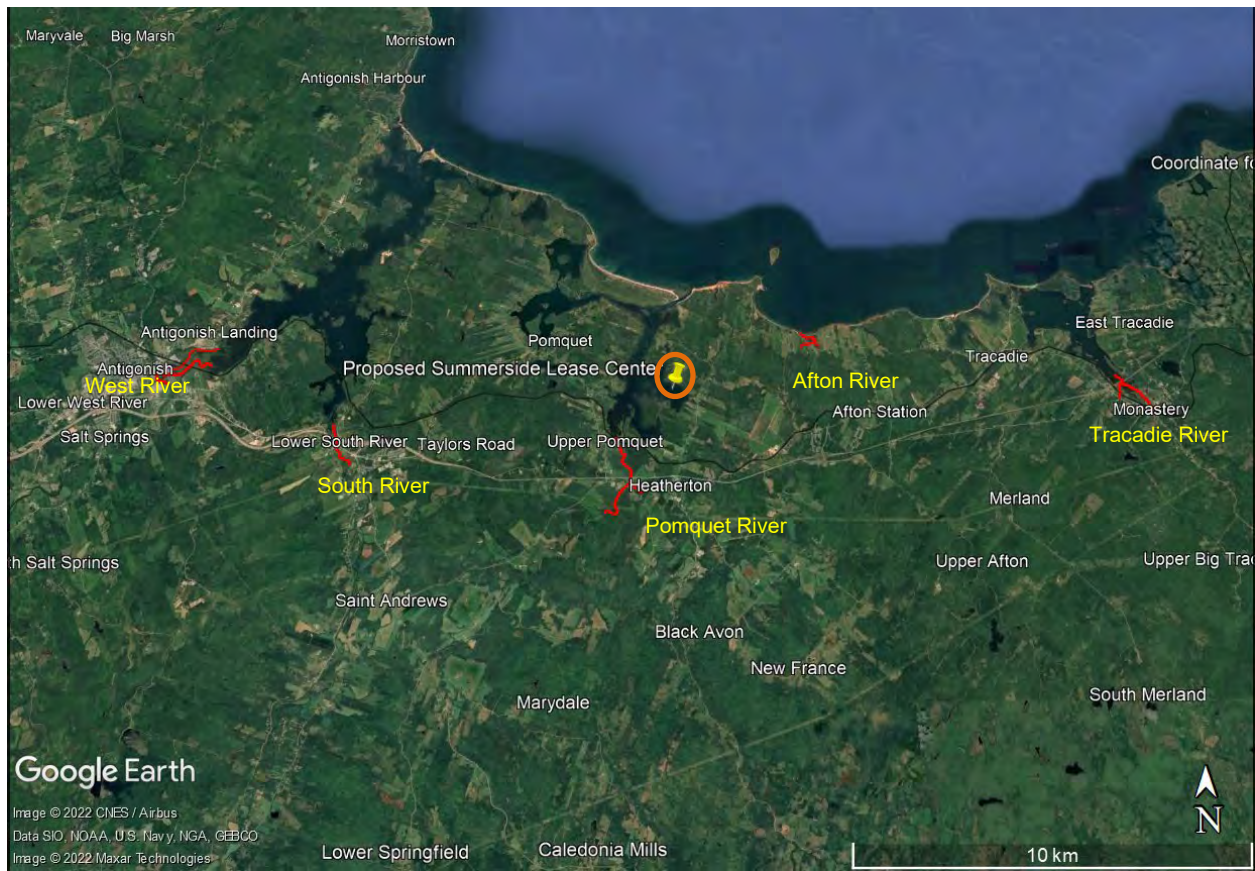 Maryvale
Big Marsh
Morristown
Antigonish Harbour
Coordinate fo
East Tracadie
Antigonish Landing
Pomquet
Tracadie
Antigonish
Proposed Summerside Lease Cente
West River
Afton River
Lower West River
Monastery
Afton Station
Salt Springs
Lower South River
Taylors Road
Upper Pomquet
Tracadie River
South River
Heatherton
Merland
Pomquet River
h Salt Springs
Upper Afton
Upper Big Tra
Saint Andrews
Black Avon
New France
Marydale
South Merland
Google Earth
Image © 2022 CNES / Airbus
Data SIO, NOAA, U.S. Navy, NGA, GEBCO
Image © 2022 Maxar Technologies
Lower Springfield
Caledonia Mills
N
10 km